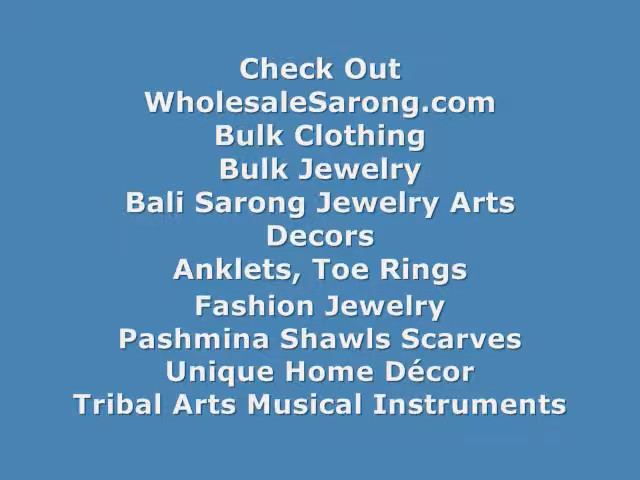 Check Out
WholesaleSarong.com
Bulk Clothing
Bulk Jewelry
Bali Sarong Jewelry Arts
Decors
Anklets, Toe Rings
Fashion Jewelry
Pashmina Shawls Scarves
Unique Home Décor
Tribal Arts Musical Instruments